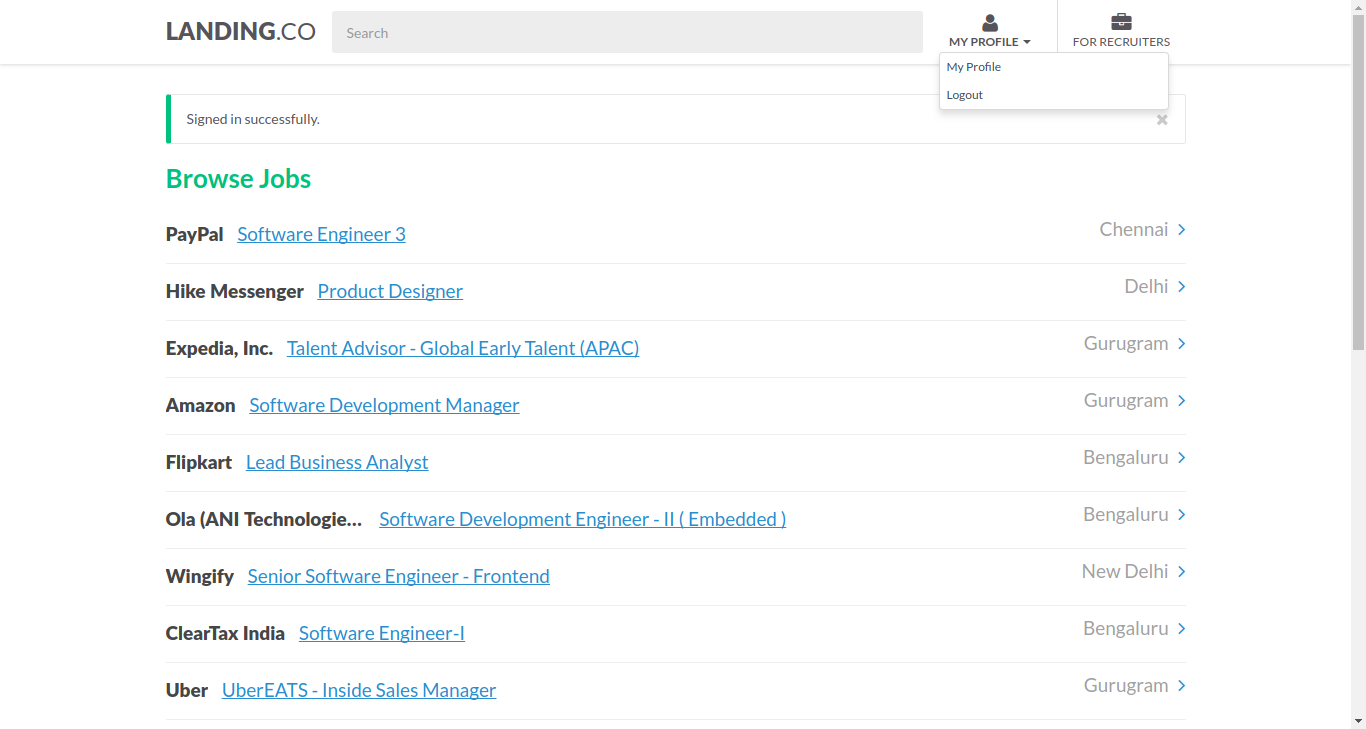 LANDING.CO
Search
MY PROFILE
FOR RECRUITERS
My Profile
Logout
Signed in successfully.
Browse Jobs
PayPal Software Engineer 3 Chennai
Hike Messenger Product Designer Delhi
Expedia, Inc. Talent Advisor - Global Early Talent (APAC) Gurugram
Amazon Software Development Manager Gurugram
Flipkart Lead Business Analyst Bengaluru
Ola (ANI Technologie... Software Development Engineer - II ( Embedded ) Bengaluru
Wingify Senior Software Engineer - Frontend New Delhi
ClearTax India Software Engineer-I Bengaluru
Uber UberEATS - Inside Sales Manager Gurugram